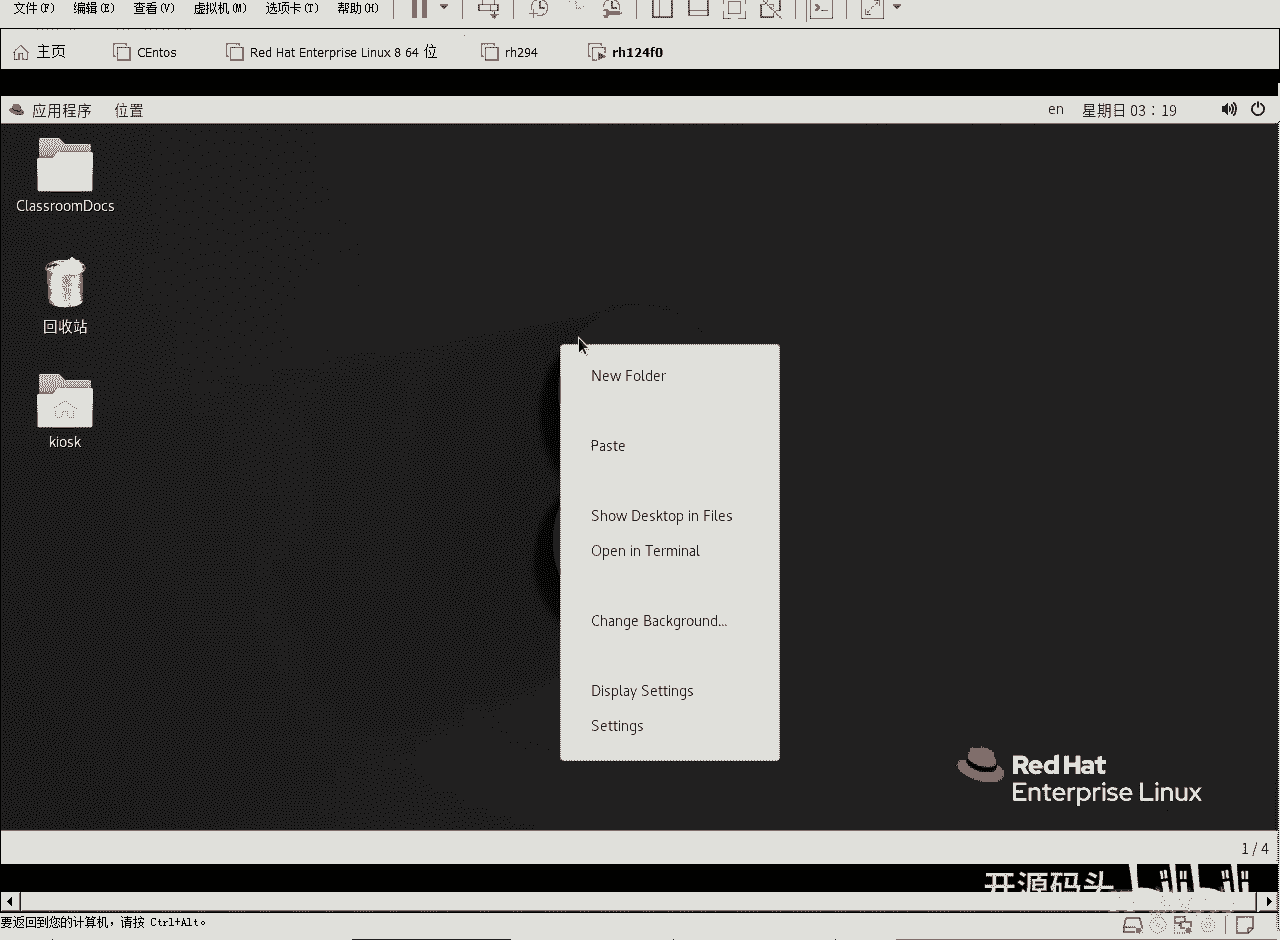 文件(F) 编辑(E) 查看(V) 虚拟机(M) 选项卡(T) 帮助(H)
主页 CEntos Red Hat Enterprise Linux 8 64 位 rh294 rh124f0
应用程序 位置 en 星期日 03：19
ClassroomDocs
回收站
kiosk
New Folder
Paste
Show Desktop in Files
Open in Terminal
Change Background...
Display Settings
Settings
Red Hat
Enterprise Linux
1 / 4
开源码头
要返回到您的计算机，请按 Ctrl+Alt。